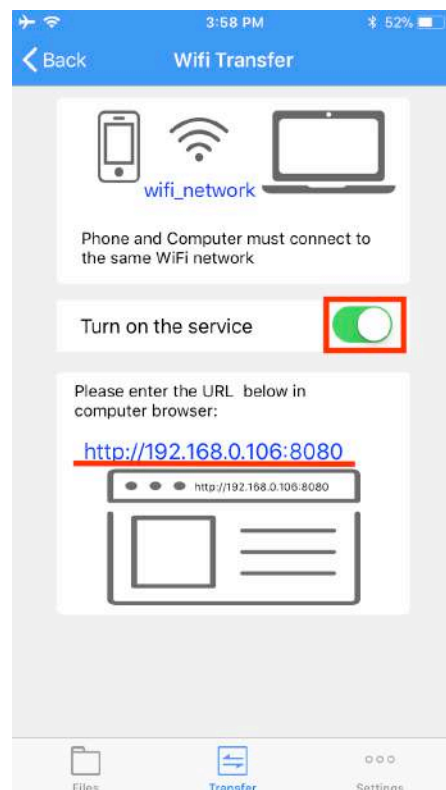 3:58 PM
52%
Back
Wifi Transfer
wifi_network
Phone and Computer must connect to
the same WiFi network
Turn on the service
Please enter the URL below in
computer browser:
http://192.168.0.106:8080
http://192.168.0.106:8080
Files
Transfer
Settings